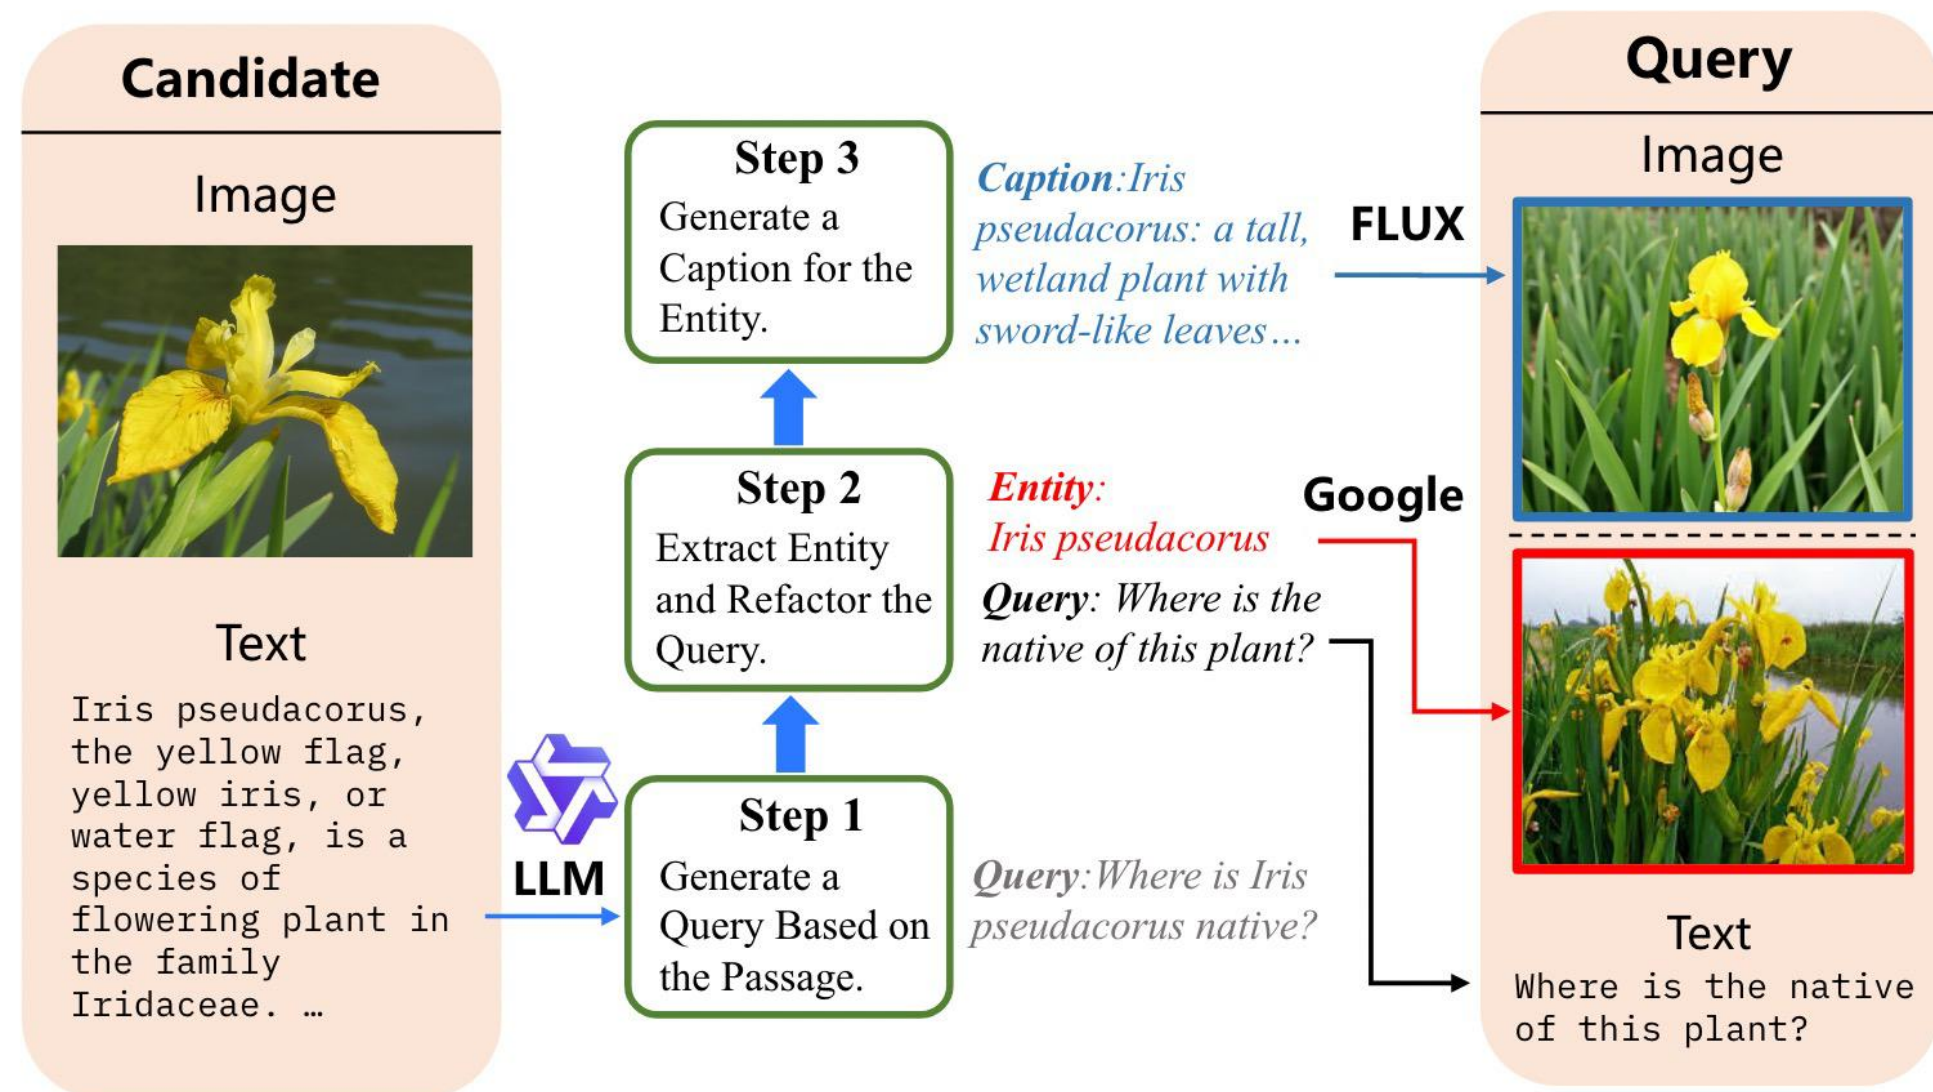 Candidate
Image
Text
Iris pseudacorus,
the yellow flag,
yellow iris, or
water flag, is a
species of
flowering plant in
the family
Iridaceae. …
LLM
Step 3
Generate a
Caption for the
Entity.
Step 2
Extract Entity
and Refactor the
Query.
Step 1
Generate a
Query Based on
the Passage.
Caption:Iris
pseudacorus: a tall,
wetland plant with
sword-like leaves…
FLUX
Entity:
Iris pseudacorus
Google
Query: Where is the
native of this plant?
Query:Where is Iris
pseudacorus native?
Query
Image
Text
Where is the native
of this plant?